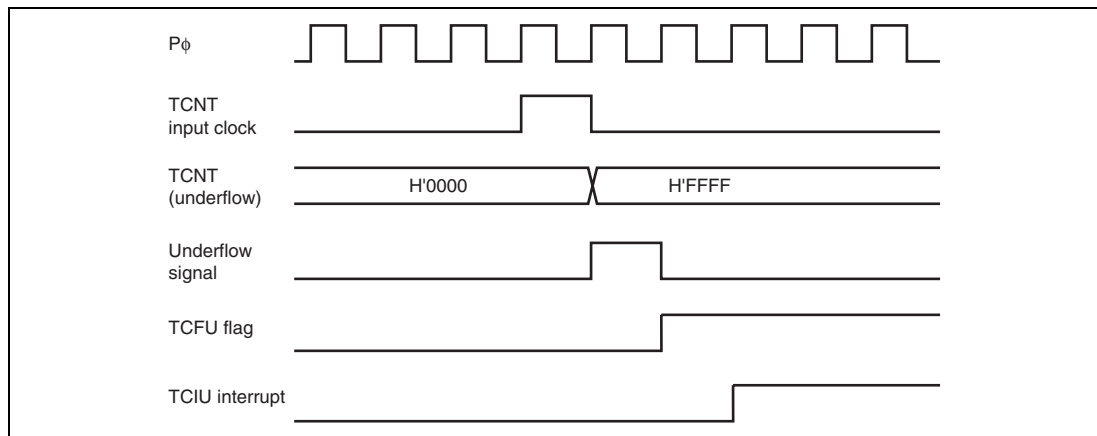 Pϕ
TCNT
input clock
TCNT
(underflow)
H'0000
H'FFFF
Underflow
signal
TCFU flag
TCIU interrupt